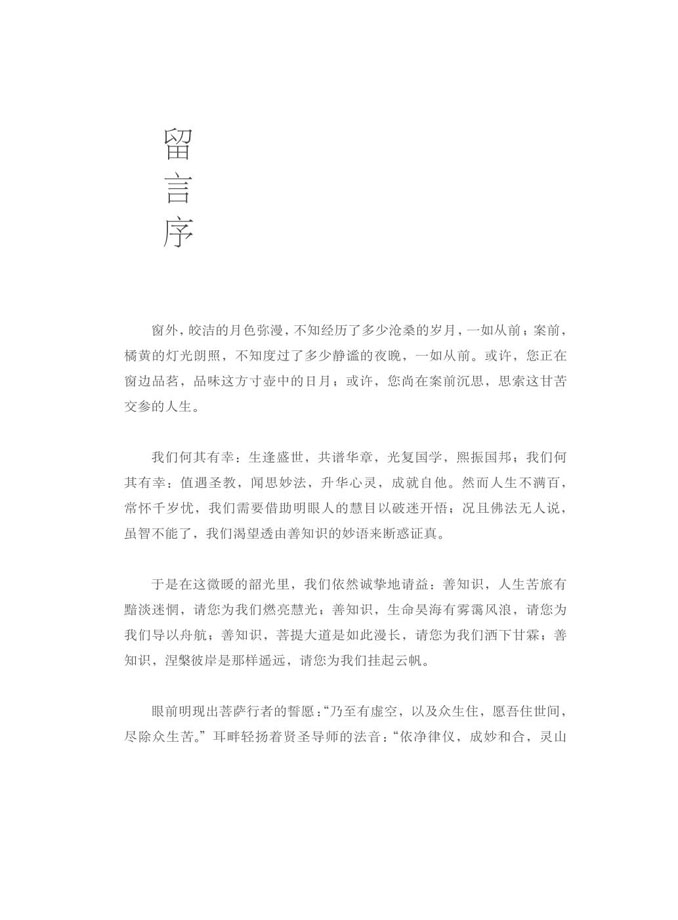 留言序
窗外，皎洁的月色弥漫，不知经历了多少沧桑的岁月，一如从前；案前，
橘黄的灯光朗照，不知度过了多少静谧的夜晚，一如从前。或许，您正在
窗边品茗，品味这方寸壶中的日月；或许，您尚在案前沉思，思索这甘苦
交参的人生。
我们何其有幸：生逢盛世，共谱华章，光复国学，熙振国邦；我们何
其有幸：值遇圣教，闻思妙法，升华心灵，成就自他。然而人生不满百，
常怀千岁忧，我们需要借助明眼人的慧目以破迷开悟；况且佛法无人说，
虽智不能了，我们渴望透由善知识的妙语来断惑证真。
于是在这微暖的韶光里，我们依然诚挚地请益：善知识，人生苦旅有
黯淡迷惘，请您为我们燃亮慧光；善知识，生命昊海有雾霭风浪，请您为
我们导以舟航；善知识，菩提大道是如此漫长，请您为我们洒下甘霖；善
知识，涅槃彼岸是那样遥远，请您为我们挂起云帆。
眼前明现出菩萨行者的誓愿：“乃至有虚空，以及众生住，愿吾住世间，
尽除众生苦。”耳畔轻扬着贤圣导师的法音：“依净律仪，成妙和合，灵山